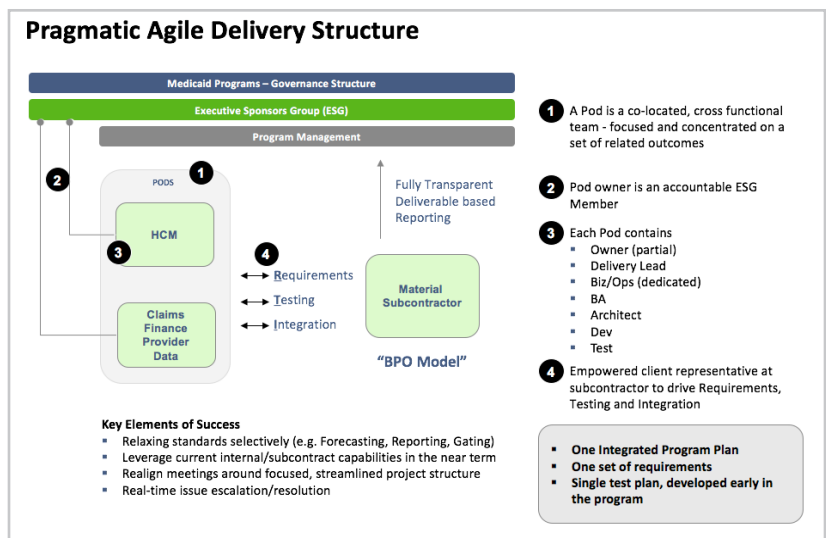 Pragmatic Agile Delivery Structure
Medicaid Programs – Governance Structure
Executive Sponsors Group (ESG)
Program Management
1
2
PODS
HCM
3
Claims
Finance
Provider
Data
4
Requirements
Testing
Integration
Fully Transparent
Deliverable based
Reporting
Material
Subcontractor
“BPO Model”
Key Elements of Success
▪ Relaxing standards selectively (e.g. Forecasting, Reporting, Gating)
▪ Leverage current internal/subcontract capabilities in the near term
▪ Realign meetings around focused, streamlined project structure
▪ Real-time issue escalation/resolution
1 A Pod is a co-located, cross functional
team - focused and concentrated on a
set of related outcomes
2 Pod owner is an accountable ESG
Member
3 Each Pod contains
▪ Owner (partial)
▪ Delivery Lead
▪ Biz/Ops (dedicated)
▪ BA
▪ Architect
▪ Dev
▪ Test
4 Empowered client representative at
subcontractor to drive Requirements,
Testing and Integration
▪ One Integrated Program Plan
▪ One set of requirements
▪ Single test plan, developed early in
the program